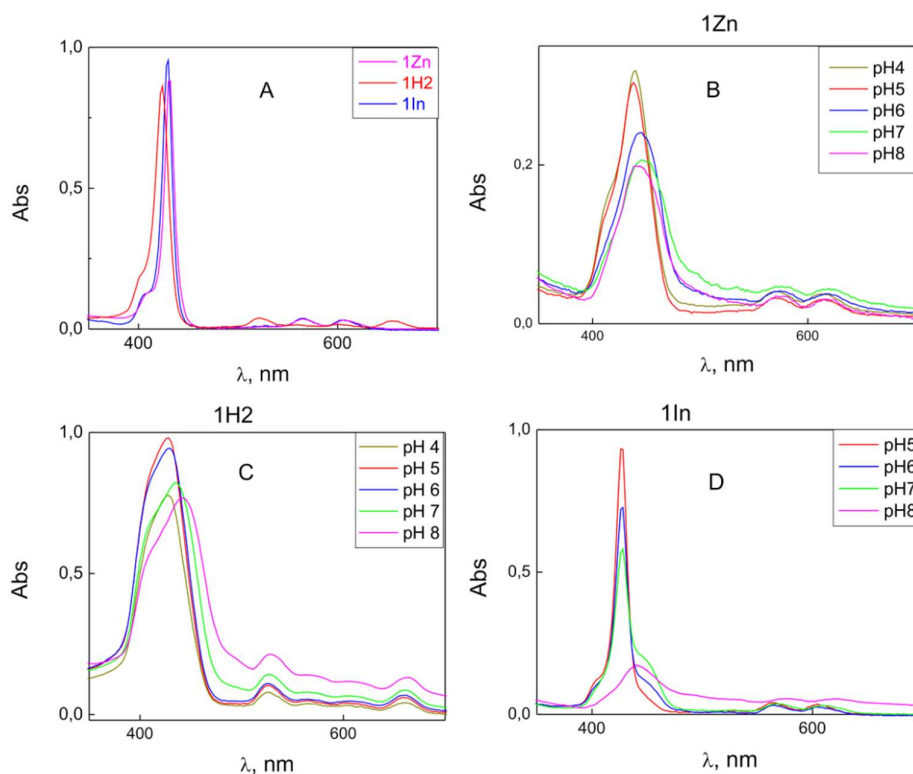 1Zn
1,0
0,5
0,0
Abs
A
1Zn
1H2
1In
400
600
λ, nm
0,2
0,0
Abs
B
pH4
pH5
pH6
pH7
pH8
400
600
λ, nm
1H2
1,0
0,5
0,0
Abs
C
pH 4
pH 5
pH 6
pH 7
pH 8
400
600
λ, nm
1In
1,0
0,5
0,0
Abs
D
pH5
pH6
pH7
pH8
400
600
λ, nm